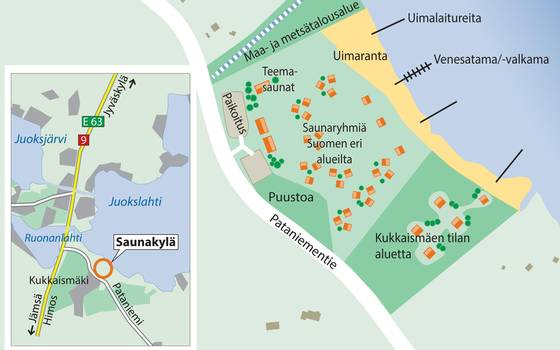 Maa- ja metsätalousalue
Uimalaitureita
Uimaranta
Venesatama/-valkama
Teema-
saunat
Paikoitus
Saunaryhmiä
Suomen eri
alueilta
Puustoa
Kukkaismäen tilan
aluetta
Pataniementie
Jyväskylä
E 63
9
Juoksjärvi
Juokslahti
Ruonanlahti
Saunakylä
Kukkaismäki
Pataniemi
Jämsä
Himos